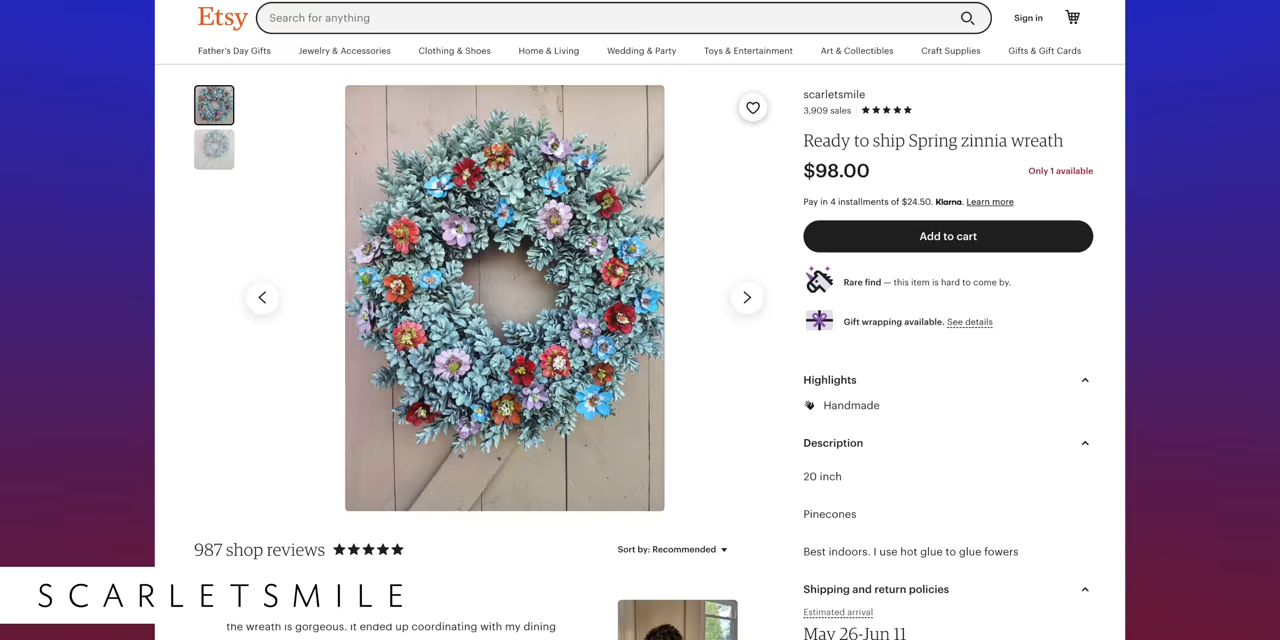 Etsy
Search for anything
Sign in
Father's Day Gifts
Jewelry & Accessories
Clothing & Shoes
Home & Living
Wedding & Party
Toys & Entertainment
Art & Collectibles
Craft Supplies
Gifts & Gift Cards
scarletsmile
3,909 sales
Ready to ship Spring zinnia wreath
$98.00
Only 1 available
Pay in 4 installments of $24.50. Klarna. Learn more
Add to cart
Rare find — this item is hard to come by.
Gift wrapping available. See details
Highlights
Handmade
Description
20 inch
Pinecones
Best indoors. I use hot glue to glue fowers
Shipping and return policies
Estimated arrival
May 26-Jun 11
987 shop reviews
Sort by: Recommended
SCARLETSMILE
the wreath is gorgeous. It ended up coordinating with my dining